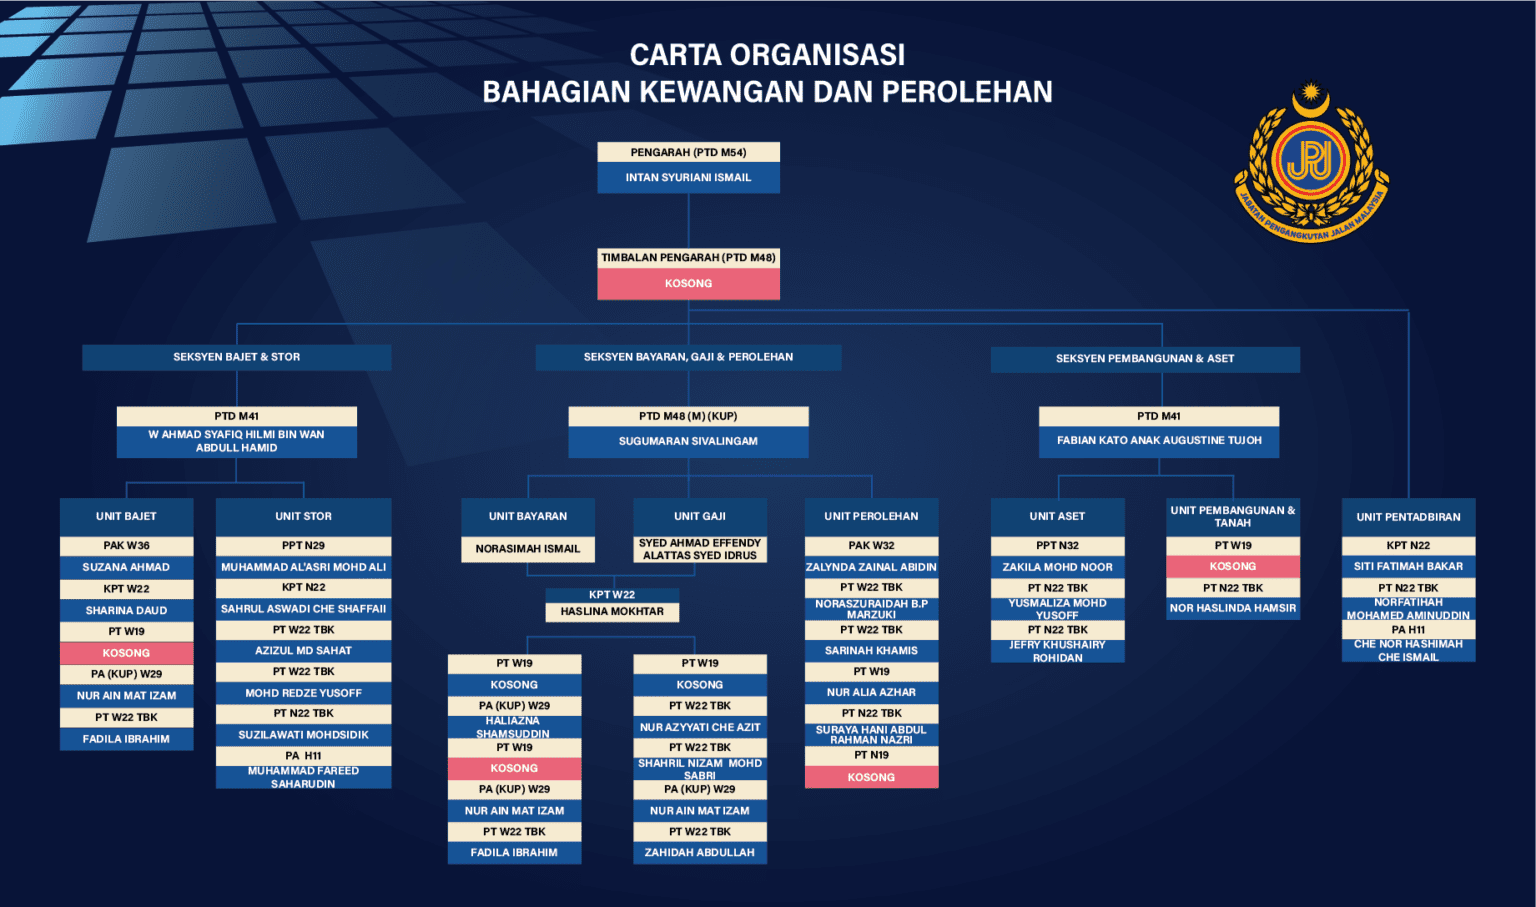 CARTA ORGANISASI
BAHAGIAN KEWANGAN DAN PEROLEHAN
JPJ
JABATAN PENGANGKUTAN JALAN MALAYSIA
PENGARAH (PTD M54)
INTAN SYURIANI ISMAIL
TIMBALAN PENGARAH (PTD M48)
KOSONG
SEKSYEN BAJET & STOR
PTD M41
W AHMAD SYAFIQ HILMI BIN WAN
ABDULL HAMID
UNIT BAJET
PAK W36
SUZANA AHMAD
KPT W22
SHARINA DAUD
PT W19
KOSONG
PA (KUP) W29
NUR AIN MAT IZAM
PT W22 TBK
FADILA IBRAHIM
UNIT STOR
PPT N29
MUHAMMAD AL'ASRI MOHD ALI
KPT N22
SAHRUL ASWADI CHE SHAFFAII
PT W22 TBK
AZIZUL MD SAHAT
PT W22 TBK
MOHD REDZE YUSOFF
PT N22 TBK
SUZILAWATI MOHDSIDIK
PA H11
MUHAMMAD FAREED
SAHARUDIN
SEKSYEN BAYARAN, GAJI & PEROLEHAN
PTD M48 (M) (KUP)
SUGUMARAN SIVALINGAM
UNIT BAYARAN
NORASIMAH ISMAIL
UNIT GAJI
SYED AHMAD EFFENDY
ALATTAS SYED IDRUS
KPT W22
HASLINA MOKHTAR
PT W19
KOSONG
PA (KUP) W29
HALIAZNA
SHAMSUDDIN
PT W19
KOSONG
PA (KUP) W29
NUR AIN MAT IZAM
PT W22 TBK
FADILA IBRAHIM
PT W19
KOSONG
PT W22 TBK
NUR AZYYATI CHE AZIT
PT W22 TBK
SHAHRIL NIZAM MOHD
SABRI
PA (KUP) W29
NUR AIN MAT IZAM
PT W22 TBK
ZAHIDAH ABDULLAH
UNIT PEROLEHAN
PAK W32
ZALYNDA ZAINAL ABIDIN
PT W22 TBK
NORASZURAIDAH B.P
MARZUKI
PT W22 TBK
SARINAH KHAMIS
PT W19
NUR ALIA AZHAR
PT N22 TBK
SURAYA HANI ABDUL
RAHMAN NAZRI
PT N19
KOSONG
SEKSYEN PEMBANGUNAN & ASET
PTD M41
FABIAN KATO ANAK AUGUSTINE TUJOH
UNIT ASET
PPT N32
ZAKILA MOHD NOOR
PT N22 TBK
YUSMALIZA MOHD
YUSOFF
PT N22 TBK
JEFRY KHUSHAIRY
ROHIDAN
UNIT PEMBANGUNAN &
TANAH
PT W19
KOSONG
PT N22 TBK
NOR HASLINDA HAMSIR
UNIT PENTADBIRAN
KPT N22
SITI FATIMAH BAKAR
PT N22 TBK
NORFATIHAH
MOHAMED AMINUDDIN
PA H11
CHE NOR HASHIMAH
CHE ISMAIL